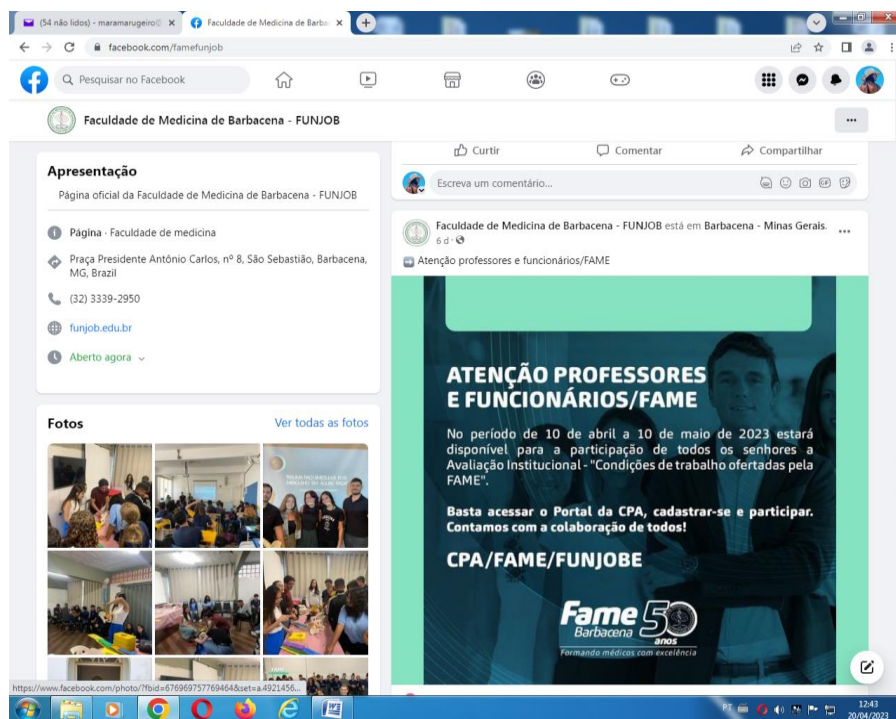 (54 não lidos) - maramarugeiro@
Faculdade de Medicina de Barba
facebook.com/famefunjob
Pesquisar no Facebook
Faculdade de Medicina de Barbacena - FUNJOB
Apresentação
Página oficial da Faculdade de Medicina de Barbacena - FUNJOB
Página · Faculdade de medicina
Praça Presidente Antônio Carlos, nº 8, São Sebastião, Barbacena,
MG, Brazil
(32) 3339-2950
funjob.edu.br
Aberto agora
Fotos
Ver todas as fotos
Curtir
Comentar
Compartilhar
Escreva um comentário...
GIF
Faculdade de Medicina de Barbacena - FUNJOB está em Barbacena - Minas Gerais.
6 d ·
Atenção professores e funcionários/FAME
ATENÇÃO PROFESSORES
E FUNCIONÁRIOS/FAME
No período de 10 de abril a 10 de maio de 2023 estará
disponível para a participação de todos os senhores a
Avaliação Institucional - "Condições de trabalho ofertadas pela
FAME".
Basta acessar o Portal da CPA, cadastrar-se e participar.
Contamos com a colaboração de todos!
CPA/FAME/FUNJOBE
Fame 50
Barbacena anos
Formando médicos com excelência
https://www.facebook.com/photo/?fbid=676969757769464&set=a.4921456...
PT
12:43
20/04/2023